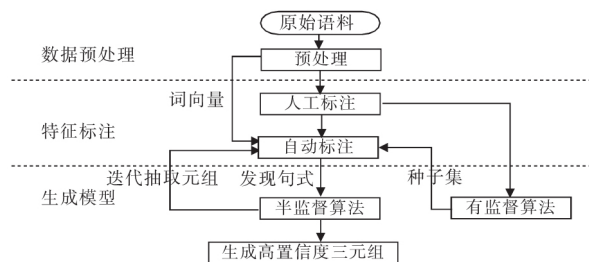 原始语料
数据预处理
预处理
词向量
人工标注
特征标注
自动标注
迭代抽取元组
发现句式
种子集
生成模型
半监督算法
有监督算法
生成高置信度三元组